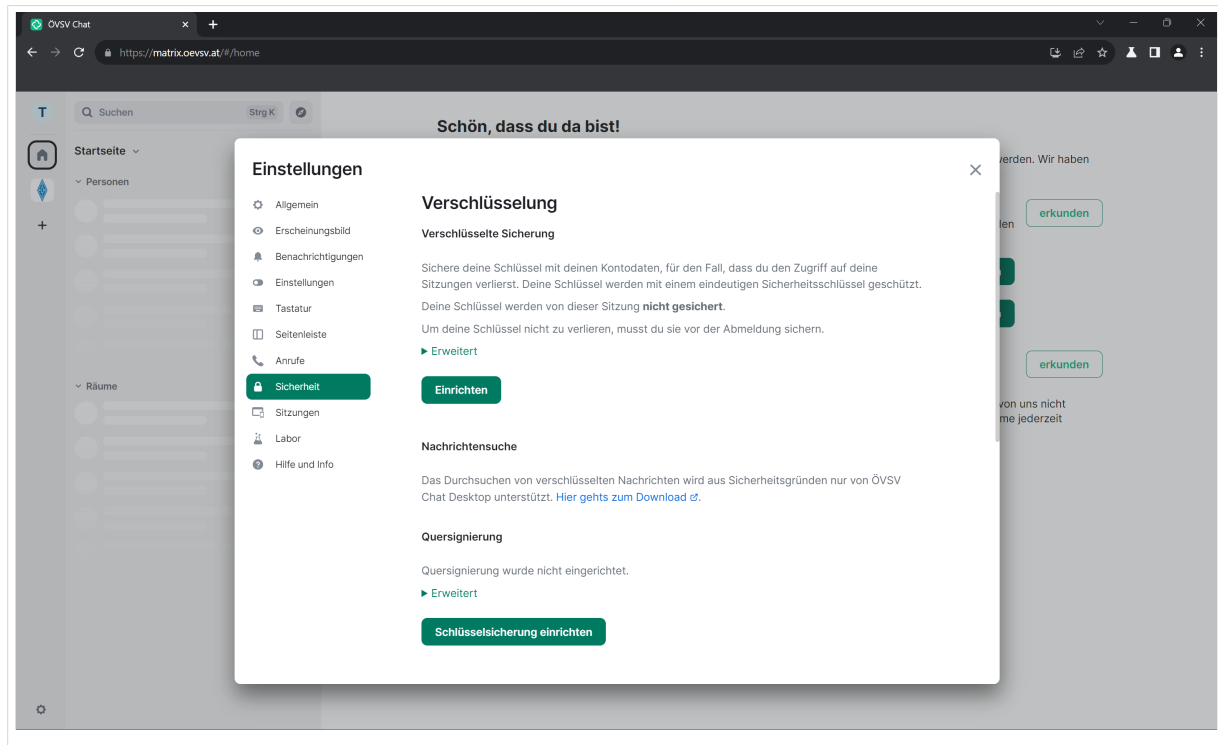 ÖVSV Chat
https://matrix.oevsv.at/#/home
T
Suchen
Strg K
Schön, dass du da bist!
Startseite
Personen
Räume
werden. Wir haben
erkunden
erkunden
von uns nicht
me jederzeit
Einstellungen
Allgemein
Erscheinungsbild
Benachrichtigungen
Einstellungen
Tastatur
Seitenleiste
Anrufe
Sicherheit
Sitzungen
Labor
Hilfe und Info
Verschlüsselung
Verschlüsselte Sicherung
Sichere deine Schlüssel mit deinen Kontodaten, für den Fall, dass du den Zugriff auf deine
Sitzungen verlierst. Deine Schlüssel werden mit einem eindeutigen Sicherheitsschlüssel geschützt.
Deine Schlüssel werden von dieser Sitzung nicht gesichert.
Um deine Schlüssel nicht zu verlieren, musst du sie vor der Abmeldung sichern.
Erweitert
Einrichten
Nachrichtensuche
Das Durchsuchen von verschlüsselten Nachrichten wird aus Sicherheitsgründen nur von ÖVSV
Chat Desktop unterstützt. Hier gehts zum Download.
Quersignierung
Quersignierung wurde nicht eingerichtet.
Erweitert
Schlüsselsicherung einrichten